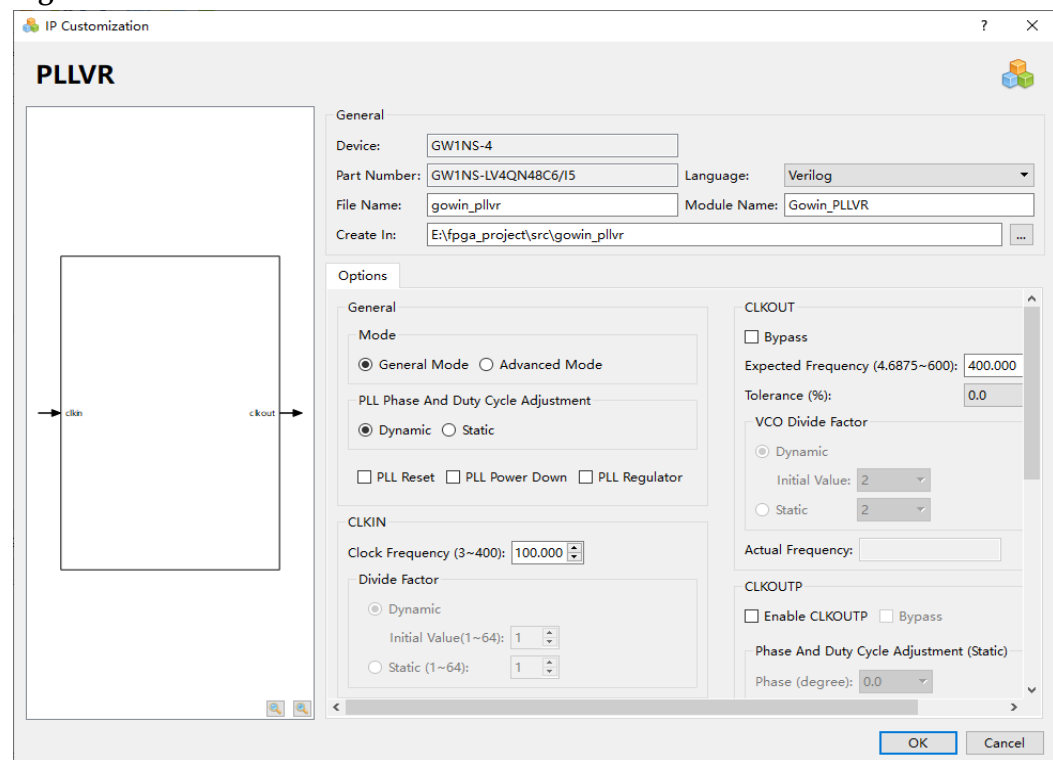 IP Customization
?
PLLVR
General
Device: GW1NS-4
Part Number: GW1NS-LV4QN48C6/I5 Language: Verilog
File Name: gowin_pllvr Module Name: Gowin_PLLVR
Create In: E:\fpga_project\src\gowin_pllvr ...
clkin clkout
Options
General
Mode
General Mode Advanced Mode
PLL Phase And Duty Cycle Adjustment
Dynamic Static
PLL Reset PLL Power Down PLL Regulator
CLKIN
Clock Frequency (3~400): 100.000
Divide Factor
Dynamic
Initial Value(1~64): 1
Static (1~64): 1
CLKOUT
Bypass
Expected Frequency (4.6875~600): 400.000
Tolerance (%): 0.0
VCO Divide Factor
Dynamic
Initial Value: 2
Static 2
Actual Frequency:
CLKOUTP
Enable CLKOUTP Bypass
Phase And Duty Cycle Adjustment (Static)
Phase (degree): 0.0
OK Cancel